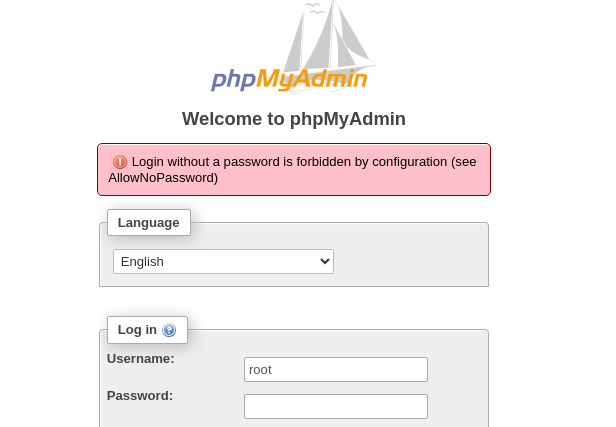 phpMyAdmin
Welcome to phpMyAdmin
Login without a password is forbidden by configuration (see
AllowNoPassword)
Language
English
Log in
Username:
root
Password: